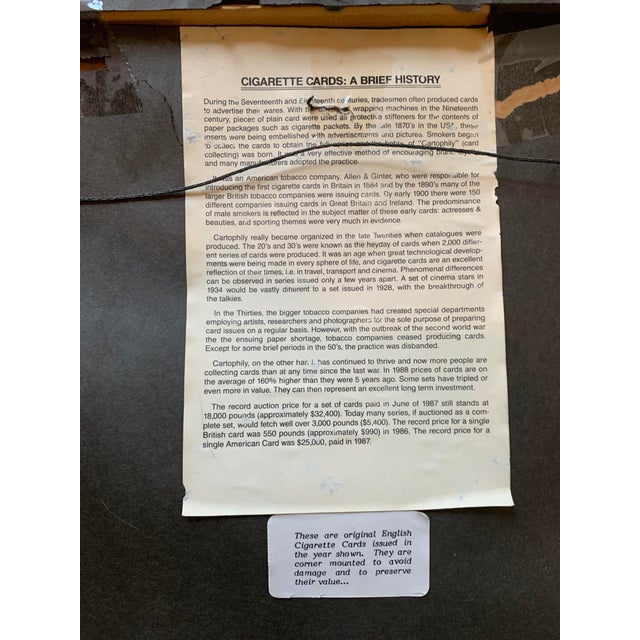 CIGARETTE CARDS: A BRIEF HISTORY
During the Seventeenth and Eighteenth centuries, tradesmen often produced cards
to advertise their wares. With the wrapping machines in the Nineteenth
century, pieces of plain card were used as protective stiffeners for the contents of
paper packages such as cigarette packets. By the late 1870's in the USA, these
inserts were being embellished with advertisements and pictures. Smokers began
to collect the cards to obtain the "Cartophily" (card
collecting) was born. It was a very effective method of encouraging brand
and many manufacturers adopted the practice.
It was an American tobacco company. Allen & Ginter, who were responsible for
introducing the first cigarette cards in Britain in 1884 and by the 1890's many of the
larger British tobacco companies were issuing cards. By early 1900 there were 150
different companies issuing cards in Great Britain and Ireland. The predominance
of male smokers is reflected in the subject matter of these early cards: actresses &
beauties, and sporting themes were very much in evidence.
Cartophily really became organized in the late Twenties when catalogues were
produced. The 20's and 30's were known as the heyday of cards when 2,000 differ-
ent series of cards were produced. It was an age when great technological develop-
ments were being made in every sphere of life, and cigarette cards are an excellent
reflection of their times, i.e. in travel, transport and cinema. Phenomenal differences
can be observed in series issued only a few years apart. A set of cinema stars in
1934 would be vastly different to a set issued in 1928, with the breakthrough of
the talkies.
In the Thirties, the bigger tobacco companies had created special departments
employing artists, researchers and photographers for the sole purpose of preparing
card issues on a regular basis. However, with the outbreak of the second world war
the the ensuing paper shortage, tobacco companies ceased producing cards.
Except for some brief periods in the 50's, the practice was disbanded.
Cartophily, on the other hand, has continued to thrive and now more people are
collecting cards than at any time since the last war. In 1988 prices of cards are on
the average of 160% higher than they were 5 years ago. Some sets have tripled or
even more in value. They can then represent an excellent long term investment.
The record auction price for a set of cards paid in June of 1987 still stands at
18,000 pounds (approximately $32,400). Today many series, if auctioned as a com-
plete set, would fetch well over 3,000 pounds ($5,400). The record price for a single
British card was 550 pounds (approximately $990) in 1986. The record price for a
single American Card was $25,000, paid in 1987.
These are original English
Cigarette Cards issued in
the year shown. They are
corner mounted to avoid
damage and to preserve
their value...